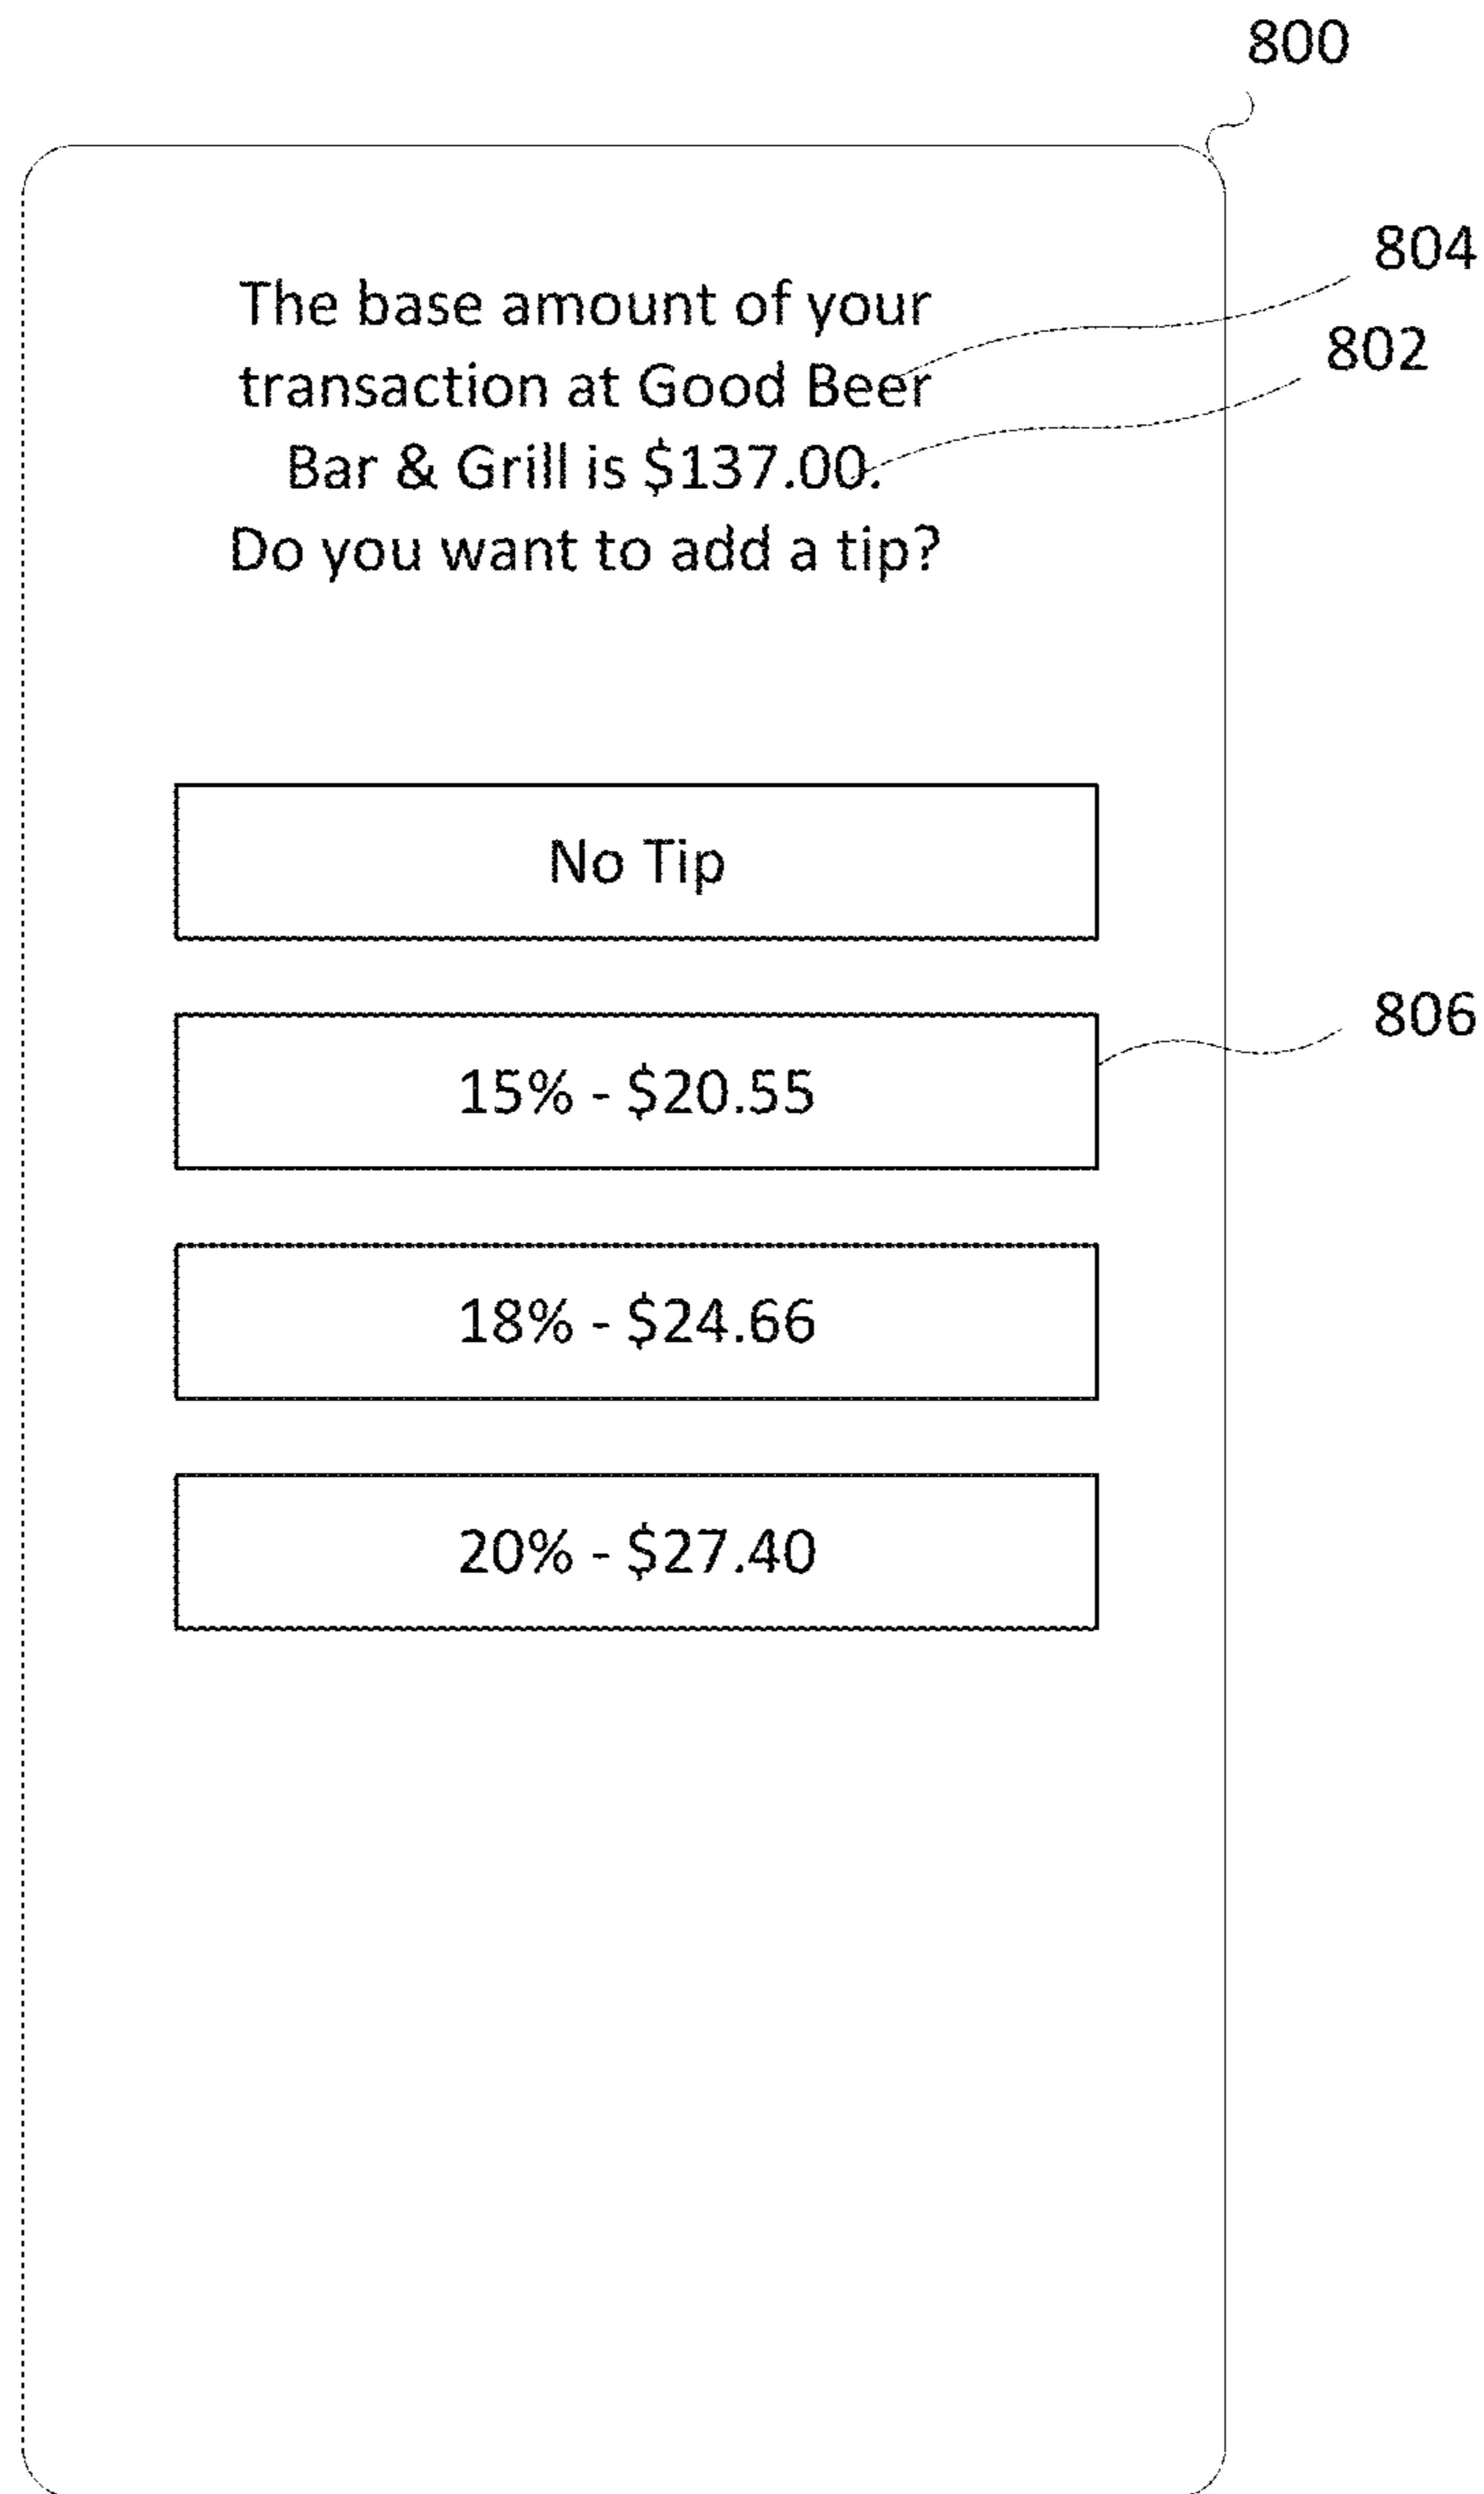 800
804
The base amount of your
802
transaction at Good Beer
Bar & Grill is $137.00.
Do you want to add a tip?
No Tip
806
15% - $20.55
18% - $24.66
20% - $27.40